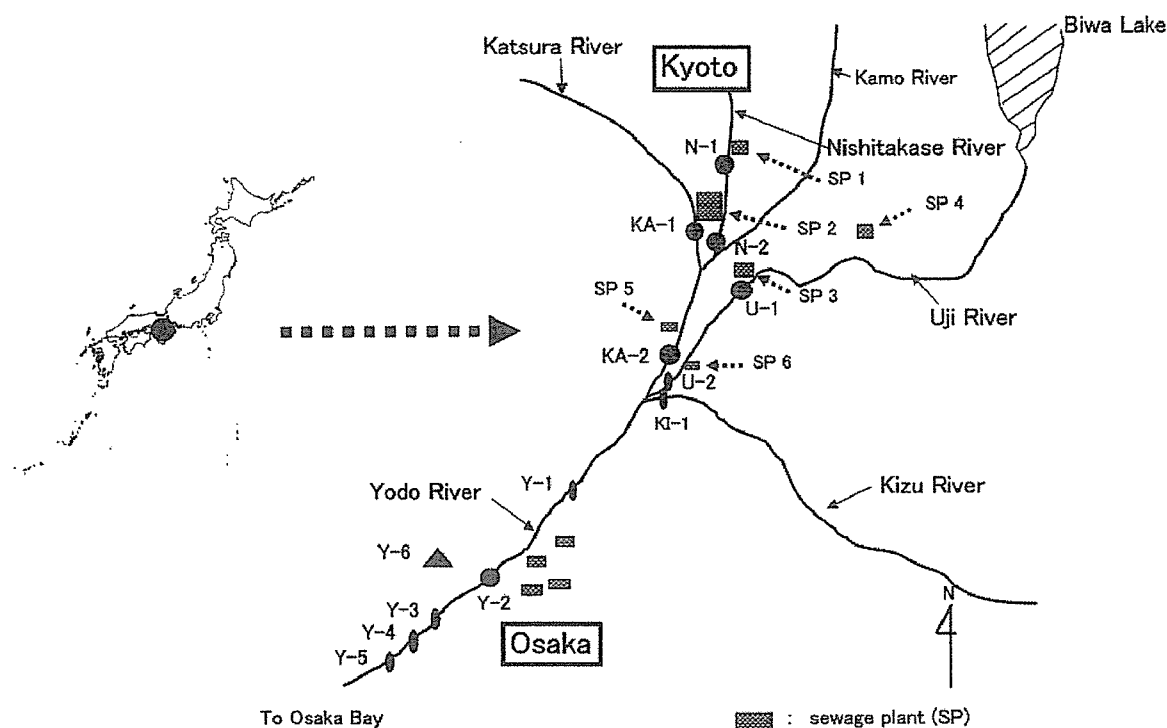 Biwa Lake
Katsura River
Kyoto
Kamo River
Nishitakase River
N-1
SP 1
SP 4
KA-1
SP 2
N-2
SP 5
SP 3
U-1
Uji River
KA-2
SP 6
U-2
KI-1
Yodo River
Y-1
Kizu River
Y-6
Y-2
Y-3
Y-4
Y-5
Osaka
N
To Osaka Bay
: sewage plant (SP)